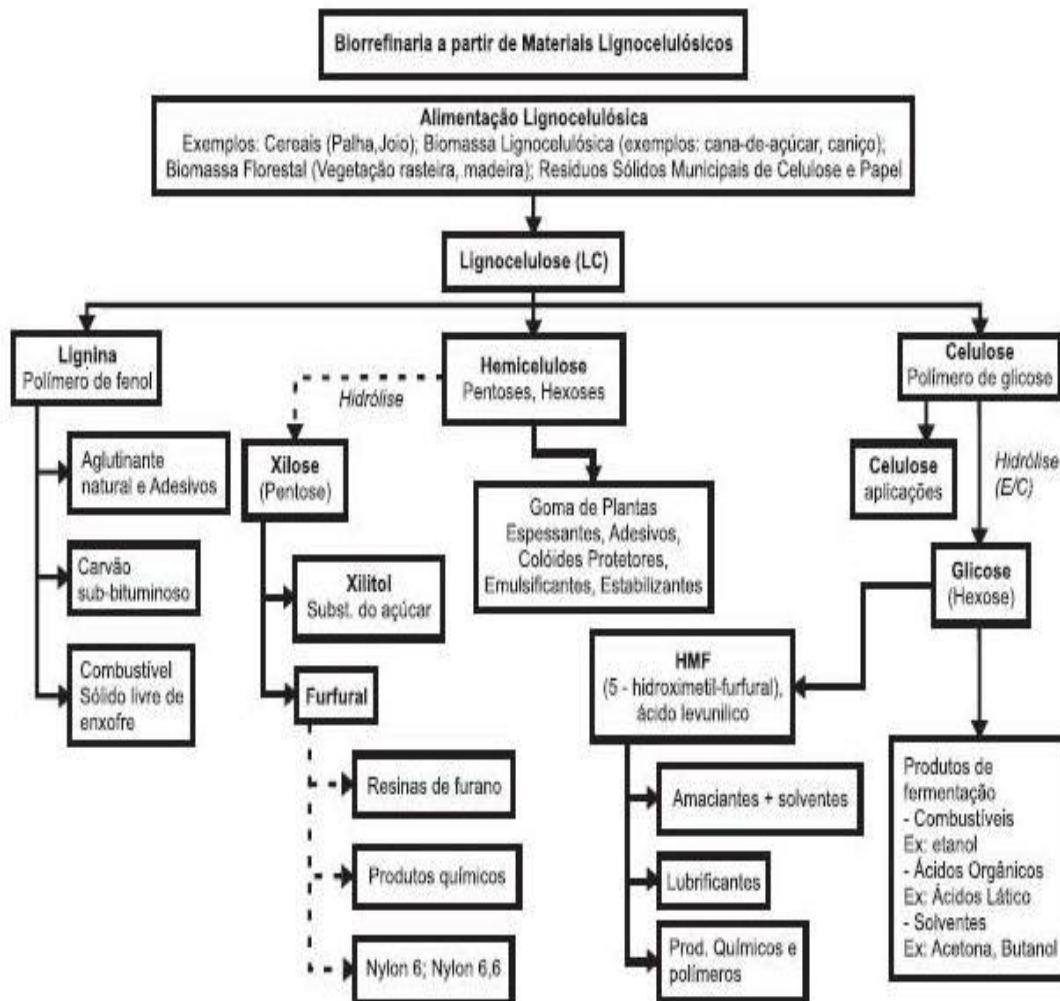 Biorrefinaria a partir de Materiais Lignocelulósicos
Alimentação Lignocelulósica
Exemplos: Cereais (Palha,Joio); Biomassa Lignocelulósica (exemplos: cana-de-açúcar, caniço);
Biomassa Florestal (Vegetação rasteira, madeira); Resíduos Sólidos Municipais de Celulose e Papel
Lignocelulose (LC)
Lignina
Polímero de fenol
Hemicelulose
Pentoses, Hexoses
Celulose
Polímero de glicose
Hidrólise
Aglutinante
natural e Adesivos
Xilose
(Pentose)
Celulose
aplicações
Hidrólise
(E/C)
Goma de Plantas
Espessantes, Adesivos,
Colóides Protetores,
Emulsificantes, Estabilizantes
Carvão
sub-bituminoso
Xilitol
Subst. do açúcar
Glicose
(Hexose)
Combustível
Sólido livre de
enxofre
Furfural
HMF
(5 - hidroximetil-furfural),
ácido levunilico
Resinas de furano
Produtos químicos
Nylon 6; Nylon 6,6
Amaciantes + solventes
Lubrificantes
Prod. Químicos e
polímeros
Produtos de
fermentação
- Combustíveis
Ex: etanol
- Ácidos Orgânicos
Ex: Ácidos Lático
- Solventes
Ex: Acetona, Butanol